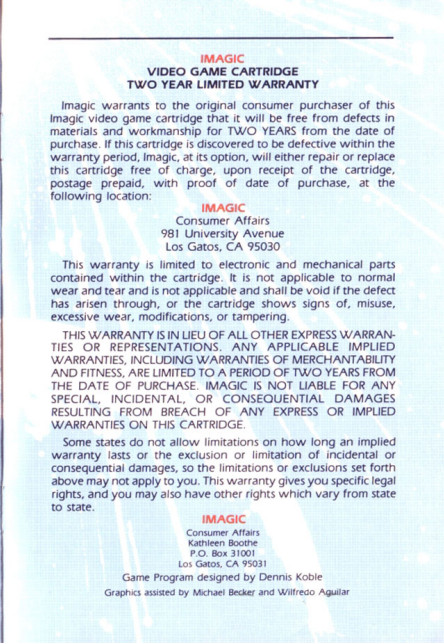 IMAGIC
VIDEO GAME CARTRIDGE
TWO YEAR LIMITED WARRANTY
Imagic warrants to the original consumer purchaser of this
Imagic video game cartridge that it will be free from defects in
materials and workmanship for TWO YEARS from the date of
purchase. If this cartridge is discovered to be defective within the
warranty period, Imagic, at its option, will either repair or replace
this cartridge free of charge, upon receipt of the cartridge,
postage prepaid, with proof of date of purchase, at the
following location:
IMAGIC
Consumer Affairs
981 University Avenue
Los Gatos, CA 95030
This warranty is limited to electronic and mechanical parts
contained within the cartridge. It is not applicable to normal
wear and tear and is not applicable and shall be void if the defect
has arisen through, or the cartridge shows signs of, misuse,
excessive wear, modifications, or tampering.
THIS WARRANTY IS IN LIEU OF ALL OTHER EXPRESS WARRAN-
TIES OR REPRESENTATIONS. ANY APPLICABLE IMPLIED
WARRANTIES, INCLUDING WARRANTIES OF MERCHANTABILITY
AND FITNESS, ARE LIMITED TO A PERIOD OF TWO YEARS FROM
THE DATE OF PURCHASE. IMAGIC IS NOT LIABLE FOR ANY
SPECIAL, INCIDENTAL, OR CONSEQUENTIAL DAMAGES
RESULTING FROM BREACH OF ANY EXPRESS OR IMPLIED
WARRANTIES ON THIS CARTRIDGE.
Some states do not allow limitations on how long an implied
warranty lasts or the exclusion or limitation of incidental or
consequential damages, so the limitations or exclusions set forth
above may not apply to you. This warranty gives you specific legal
rights, and you may also have other rights which vary from state
to state.
IMAGIC
Consumer Affairs
Kathleen Boothe
P.O. Box 31001
Los Gatos, CA 95031
Game Program designed by Dennis Koble
Graphics assisted by Michael Becker and Wilfredo Aguilar